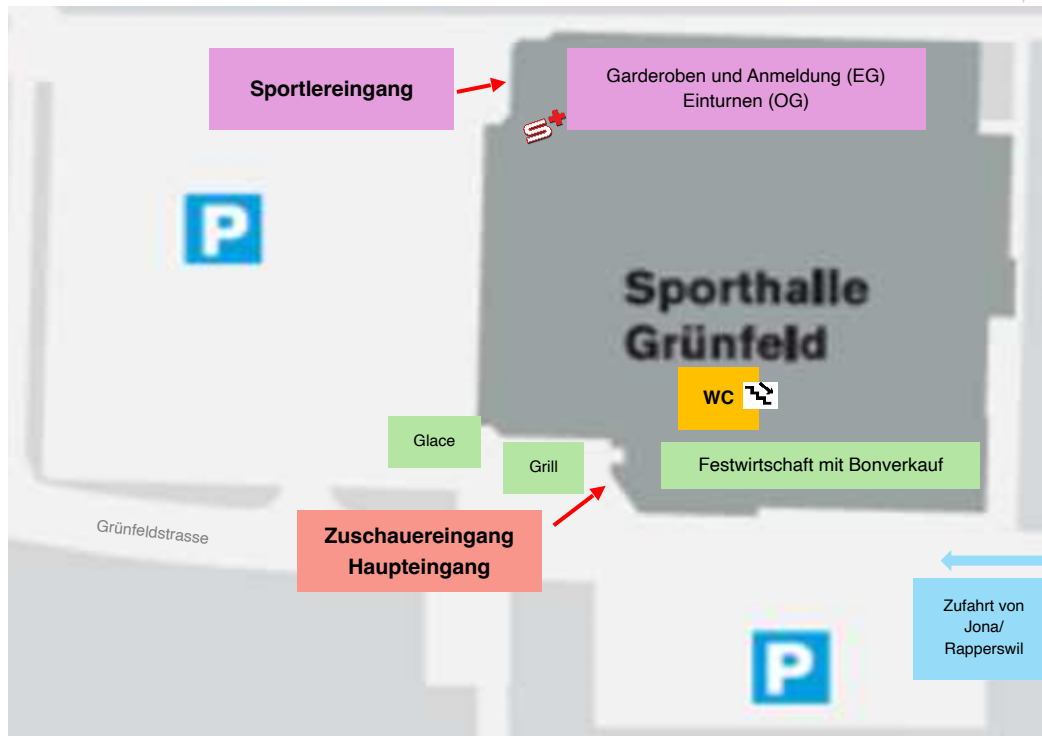 Sportlereingang
Garderoben und Anmeldung (EG)
Einturnen (OG)
S+
P
Sporthalle
Grünfeld
WC
Glace
Grill
Festwirtschaft mit Bonverkauf
Grünfeldstrasse
Zuschauereingang
Haupteingang
Zufahrt von
Jona/
Rapperswil
P